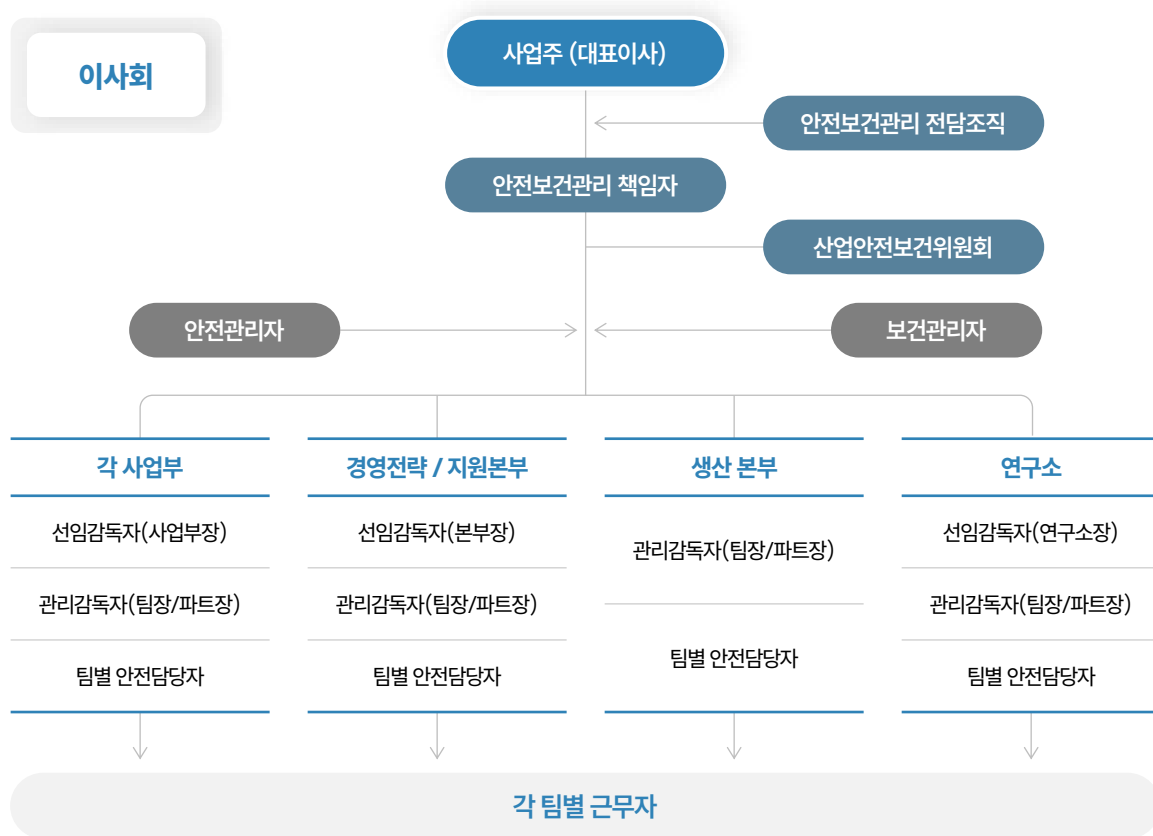 이사회
사업주 (대표이사)
안전보건관리 전담조직
안전보건관리 책임자
산업안전보건위원회
안전관리자
보건관리자
각 사업부
선임감독자(사업부장)
관리감독자(팀장/파트장)
팀별 안전담당자
경영전략 / 지원본부
선임감독자(본부장)
관리감독자(팀장/파트장)
팀별 안전담당자
생산 본부
관리감독자(팀장/파트장)
팀별 안전담당자
연구소
선임감독자(연구소장)
관리감독자(팀장/파트장)
팀별 안전담당자
각 팀별 근무자